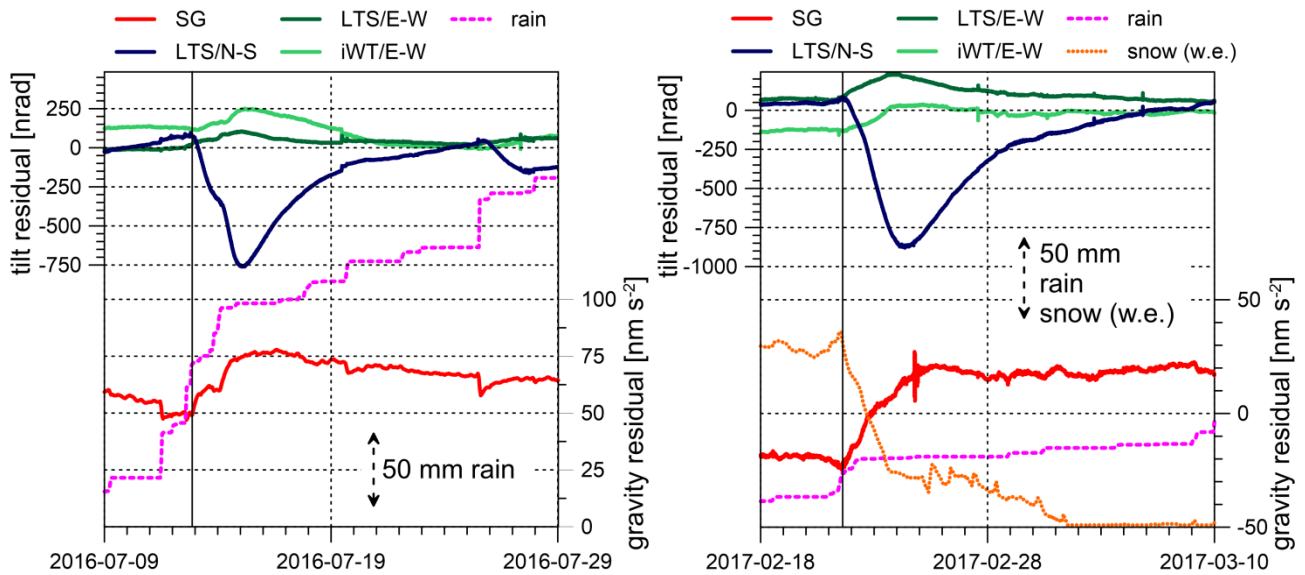 SG
LTS/E-W
rain
LTS/N-S
iWT/E-W
tilt residual [nrad]
250
0
-250
-500
-750
100
75
50
25
0
gravity residual [nm s⁻²]
50 mm rain
2016-07-09
2016-07-19
2016-07-29
SG
LTS/E-W
rain
LTS/N-S
iWT/E-W
snow (w.e.)
tilt residual [nrad]
0
-250
-500
-750
-1000
50 mm
rain
snow (w.e.)
50
0
-50
gravity residual [nm s⁻²]
2017-02-18
2017-02-28
2017-03-10